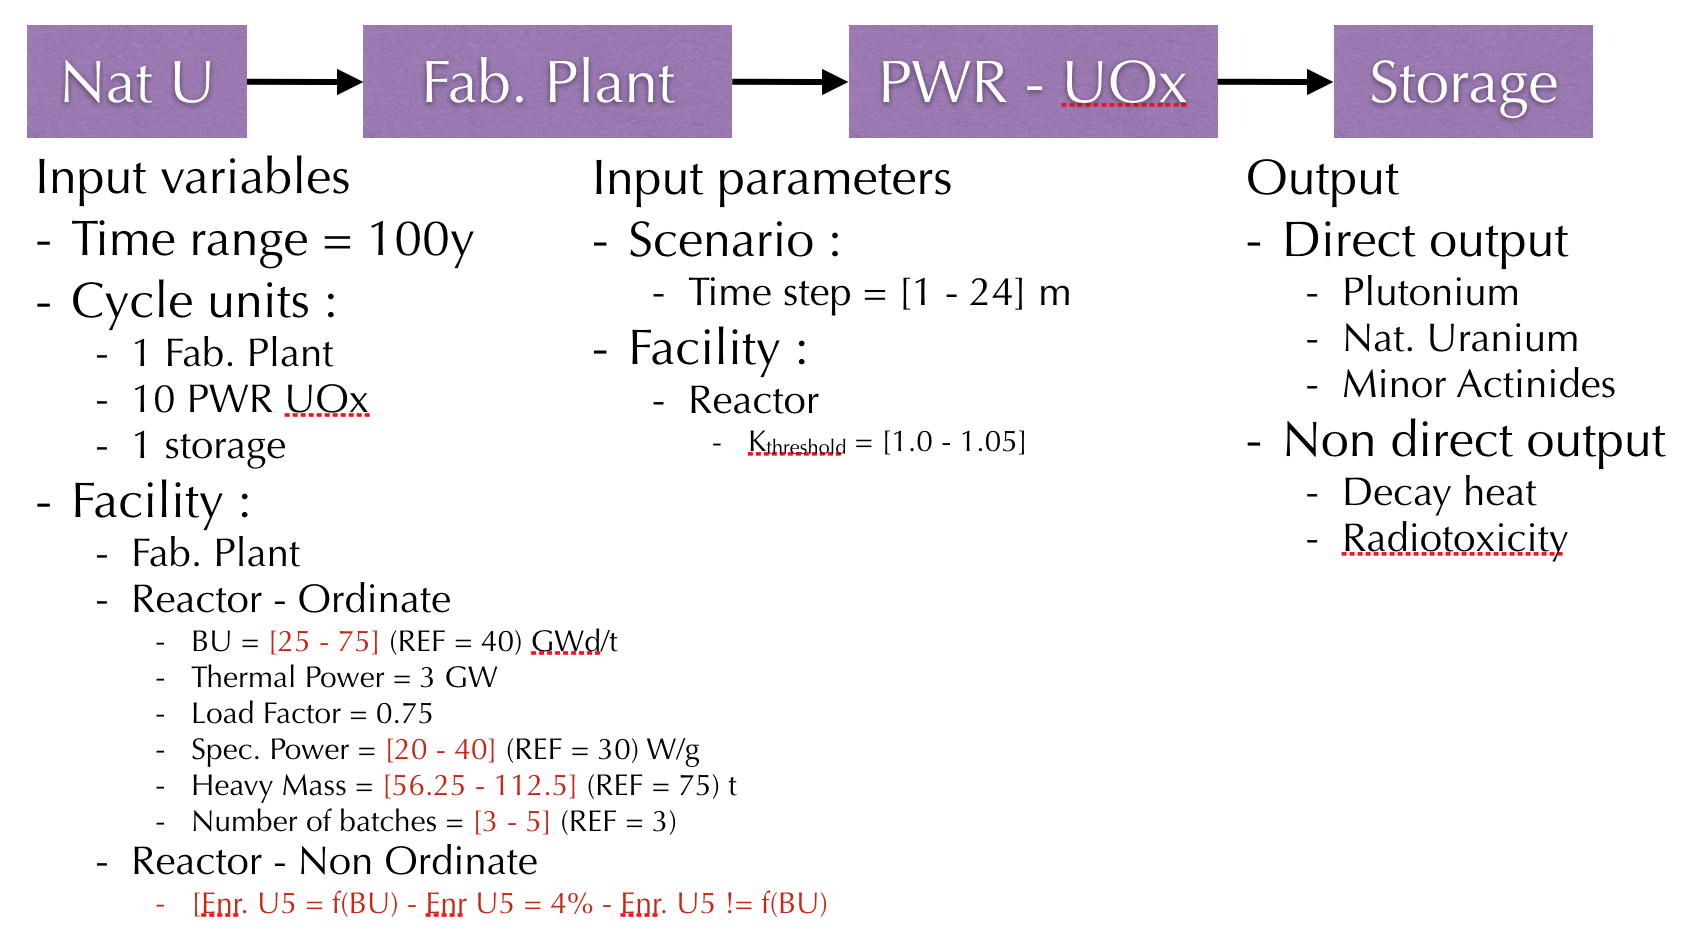 Nat U
Fab. Plant
PWR - UOx
Storage
Input variables
- Time range = 100y
- Cycle units :
- 1 Fab. Plant
- 10 PWR UOx
- 1 storage
- Facility :
- Fab. Plant
- Reactor - Ordinate
- BU = [25 - 75] (REF = 40) GWd/t
- Thermal Power = 3 GW
- Load Factor = 0.75
- Spec. Power = [20 - 40] (REF = 30) W/g
- Heavy Mass = [56.25 - 112.5] (REF = 75) t
- Number of batches = [3 - 5] (REF = 3)
- Reactor - Non Ordinate
- [Enr. U5 = f(BU) - Enr U5 = 4% - Enr. U5 != f(BU)
Input parameters
- Scenario :
- Time step = [1 - 24] m
- Facility :
- Reactor
- Kthreshold = [1.0 - 1.05]
Output
- Direct output
- Plutonium
- Nat. Uranium
- Minor Actinides
- Non direct output
- Decay heat
- Radiotoxicity